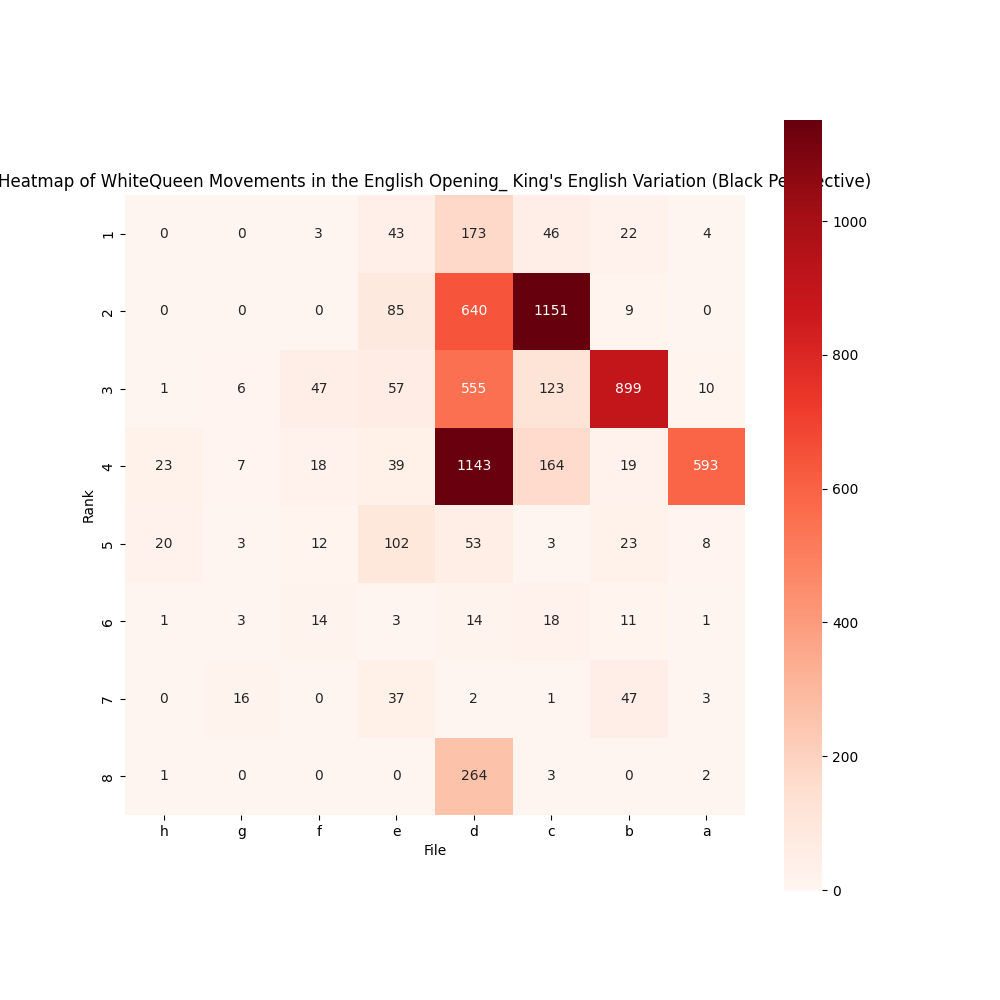 Heatmap of WhiteQueen Movements in the English Opening_ King's English Variation (Black Pe ective)
1 0 0 3 43 173 46 22 4
2 0 0 0 85 640 1151 9 0
3 1 6 47 57 555 123 899 10
4 23 7 18 39 1143 164 19 593
5 20 3 12 102 53 3 23 8
6 1 3 14 3 14 18 11 1
7 0 16 0 37 2 1 47 3
8 1 0 0 0 264 3 0 2
h g f e d c b a
File
Rank
1000
800
600
400
200
0